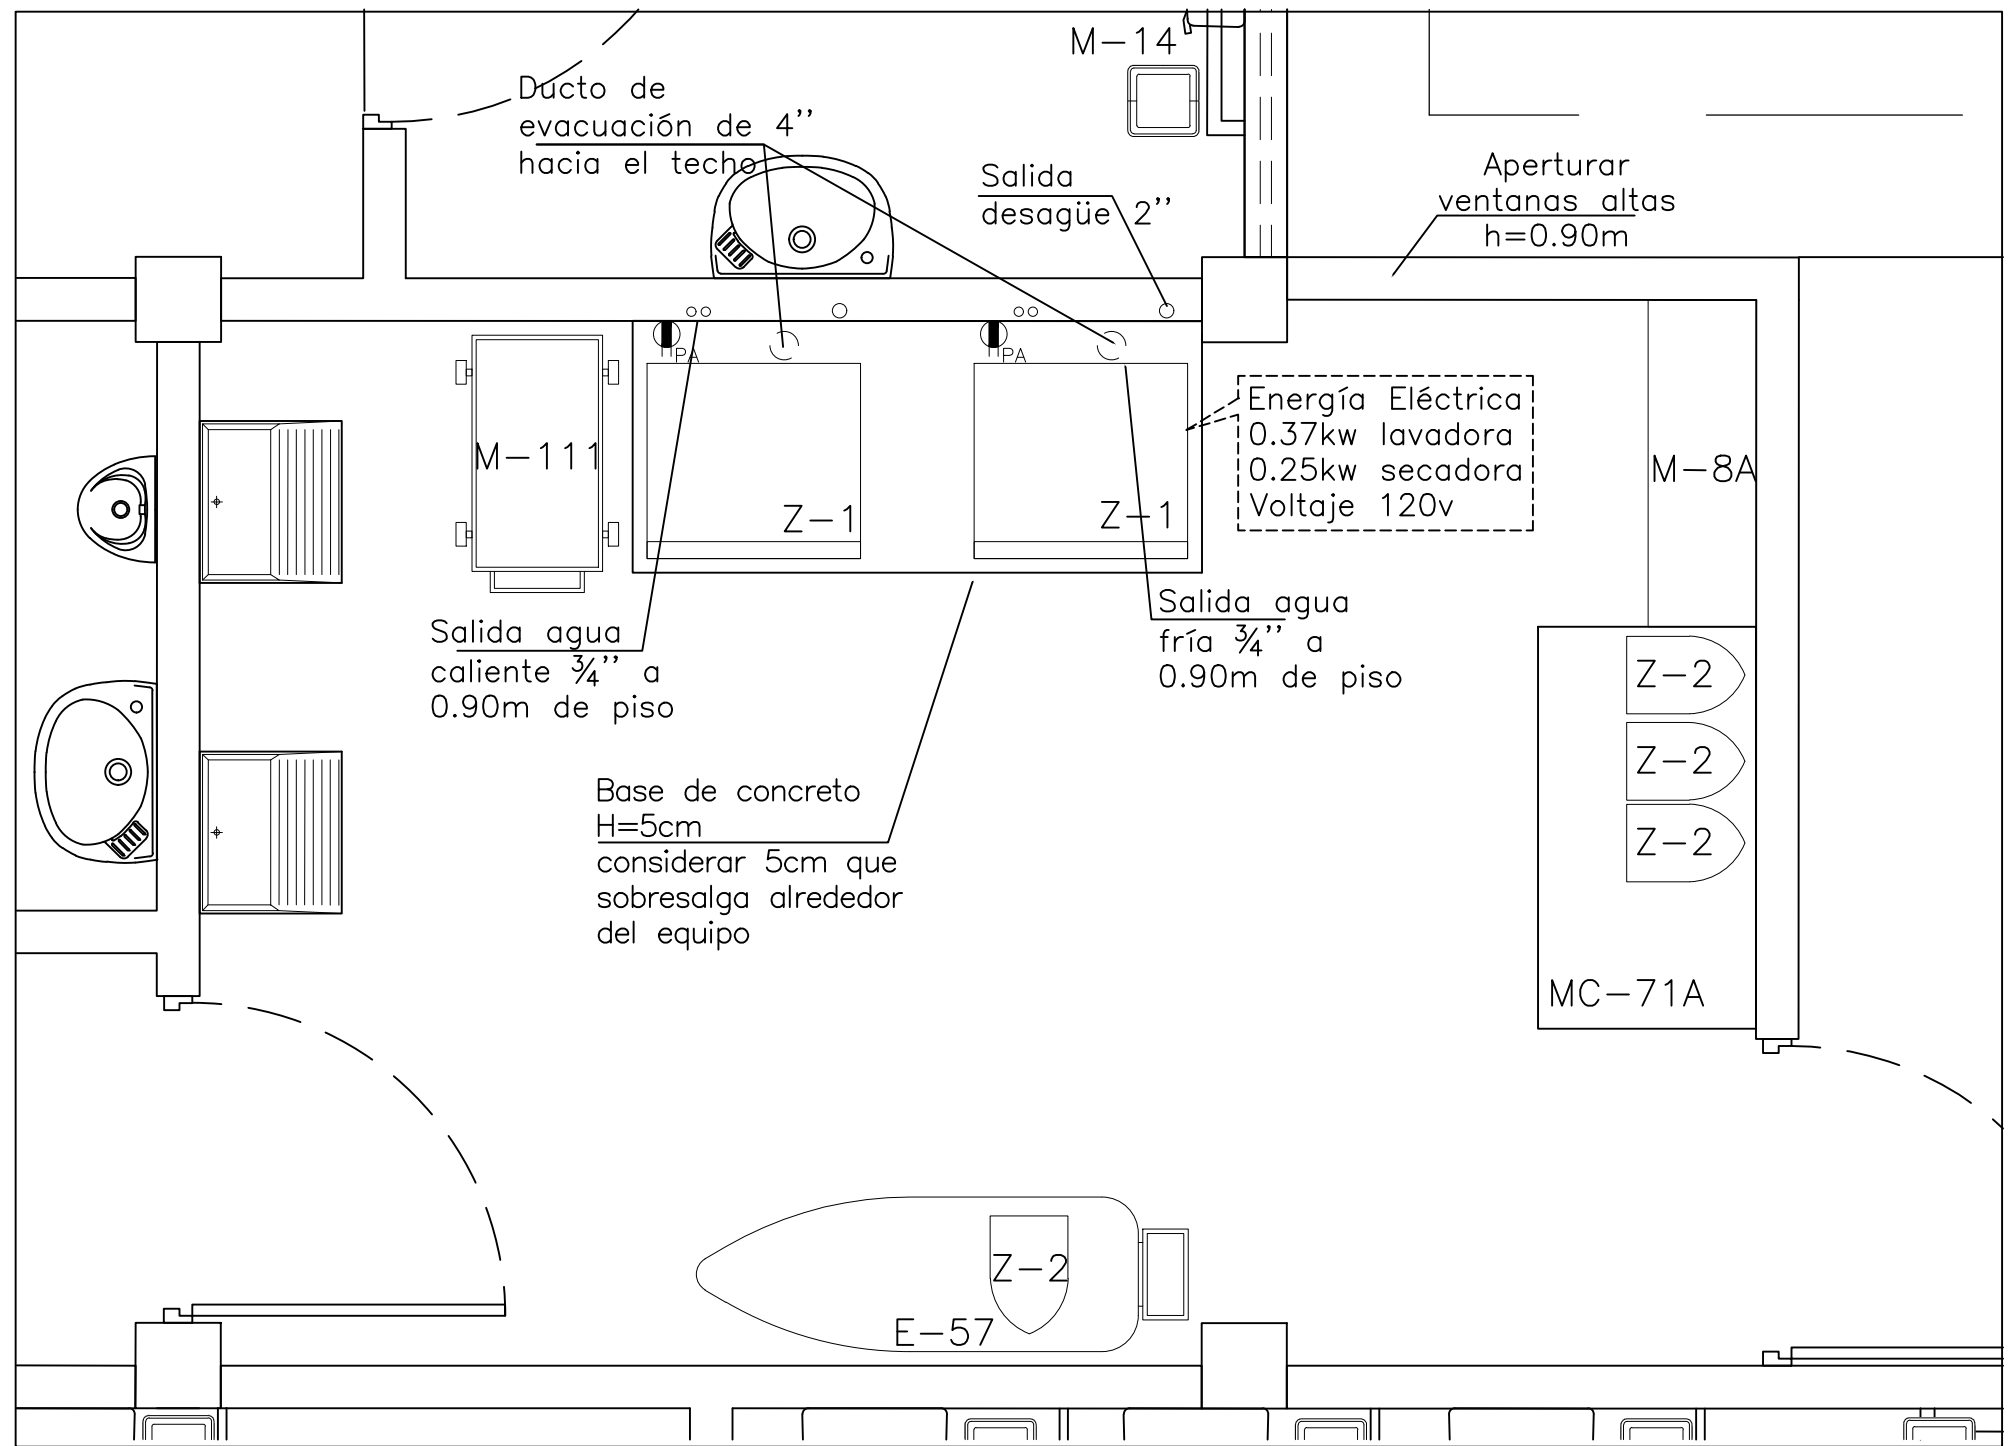 M-14
Ducto de
evacuación de 4’’
hacia el techo
Salida
desagüe 2’’
Aperturar
ventanas altas
h=0.90m
PA
PA
M-111
Z-1
Z-1
Energía Eléctrica
0.37kw lavadora
0.25kw secadora
Voltaje 120v
M-8A
Salida agua
caliente ¾’’ a
0.90m de piso
Salida agua
fría ¾’’ a
0.90m de piso
Z-2
Z-2
Z-2
Base de concreto
H=5cm
considerar 5cm que
sobresalga alrededor
del equipo
MC-71A
Z-2
E-57